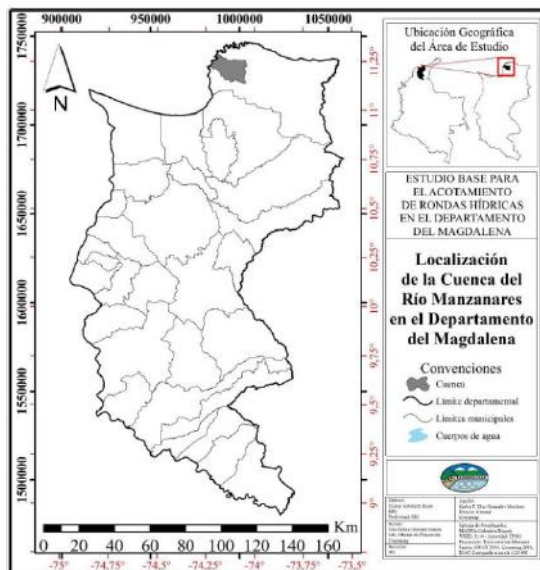 900000 950000 1000000 1050000
1750000
1700000
1650000
1600000
1550000
1500000
11,25°
11°
10,75°
10,5°
10,25°
10°
9,75°
9,5°
9,25°
9°
N
0 20 40 60 80 100 120 140 160 Km
-75° -74,75° -74,5° -74,25° -74° -73,75° -73,5°
Ubicación Geográfica
del Área de Estudio
ESTUDIO BASE PARA
EL ACOTAMIENTO
DE RONDAS HÍDRICAS
EN EL DEPARTAMENTO
DEL MAGDALENA
Localización
de la Cuenca del
Río Manzanares
en el Departamento
del Magdalena
Convenciones
Cuenca
Límite departamental
Límites municipales
Cuerpos de agua